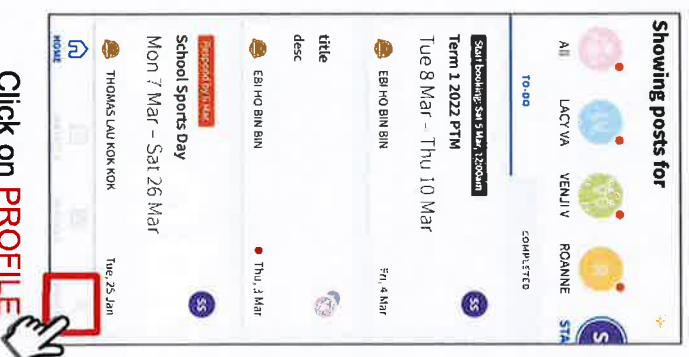 Showing posts for
All
LACY VA
VENJI V
ROANNE
STA
TO-DO
COMPLETED
Start booking: Sat 5 Mar, 12:00am
Term 1 2022 PTM
Tue 8 Mar – Thu 10 Mar
SS
EBI HO BIN BIN
Fri, 4 Mar
title
desc
EBI HO BIN BIN
Thu, 3 Mar
Respond by 6 Mar
School Sports Day
Mon 7 Mar – Sat 26 Mar
SS
THOMAS LAU KOK KOK
Tue, 25 Jan
HOME
Click on PROFILE